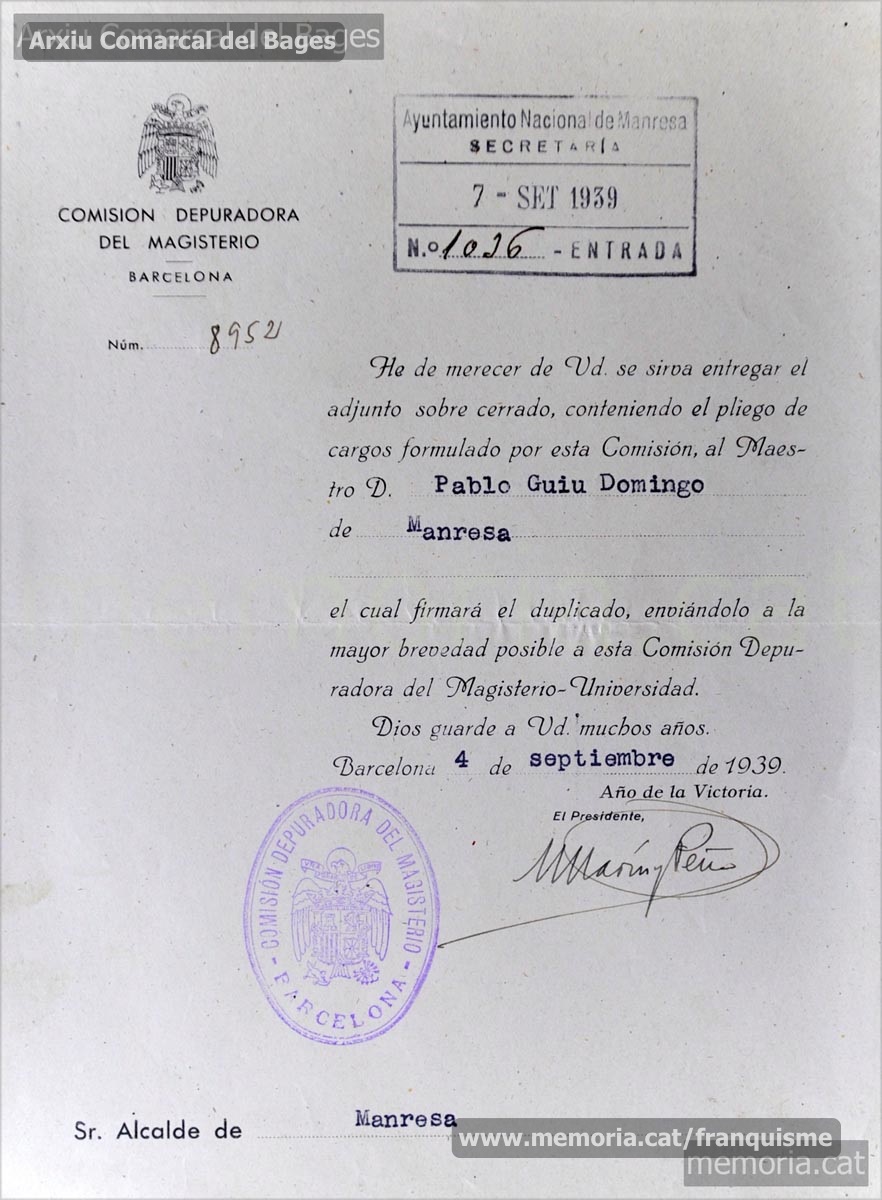 Arxiu Comarcal del Bages
Arxiu Comarcal del Bages
COMISION DEPURADORA
DEL MAGISTERIO
BARCELONA
Núm. 8952
Ayuntamiento Nacional de Manresa
SECRETARÍA
7 - SET 1939
N.º 1036 - ENTRADA
He de merecer de Vd. se sirva entregar el
adjunto sobre cerrado, conteniendo el pliego de
cargos formulado por esta Comisión, al Maes-
tro D. Pablo Guiu Domingo
de Manresa
el cual firmará el duplicado, enviándolo a la
mayor brevedad posible a esta Comisión Depu-
radora del Magisterio-Universidad.
Dios guarde a Vd. muchos años.
Barcelona 4 de septiembre de 1939.
Año de la Victoria.
El Presidente,
COMISIÓN DEPURADORA DEL MAGISTERIO
- BARCELONA -
Sr. Alcalde de Manresa
www.memoria.cat/franquisme
memoria.cat